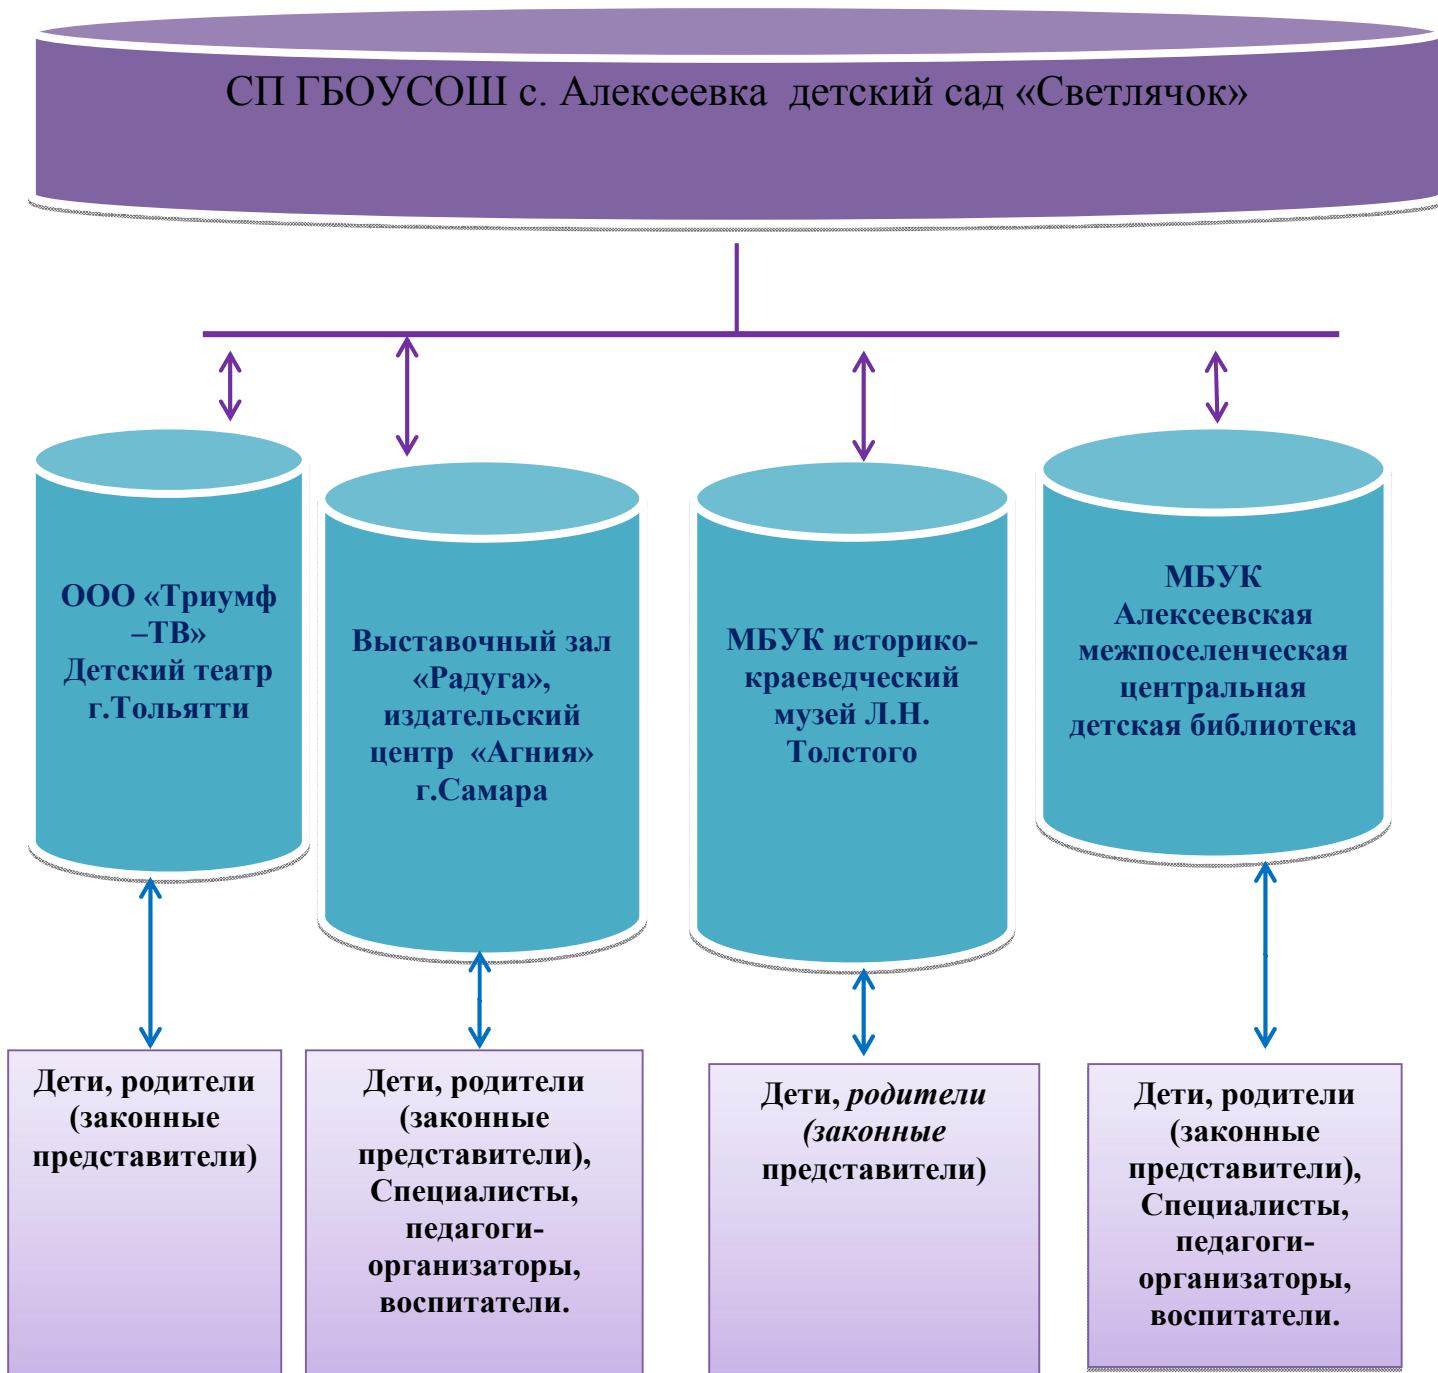 СП ГБОУСОШ с. Алексеевка детский сад «Светлячок»
ООО «Триумф
–ТВ»
Детский театр
г.Тольятти
Выставочный зал
«Радуга»,
издательский
центр «Агния»
г.Самара
МБУК историко-
краеведческий
музей Л.Н.
Толстого
МБУК
Алексеевская
межпоселенческая
центральная
детская библиотека
Дети, родители
(законные
представители)
Дети, родители
(законные
представители),
Специалисты,
педагоги-
организаторы,
воспитатели.
Дети, родители
(законные
представители)
Дети, родители
(законные
представители),
Специалисты,
педагоги-
организаторы,
воспитатели.